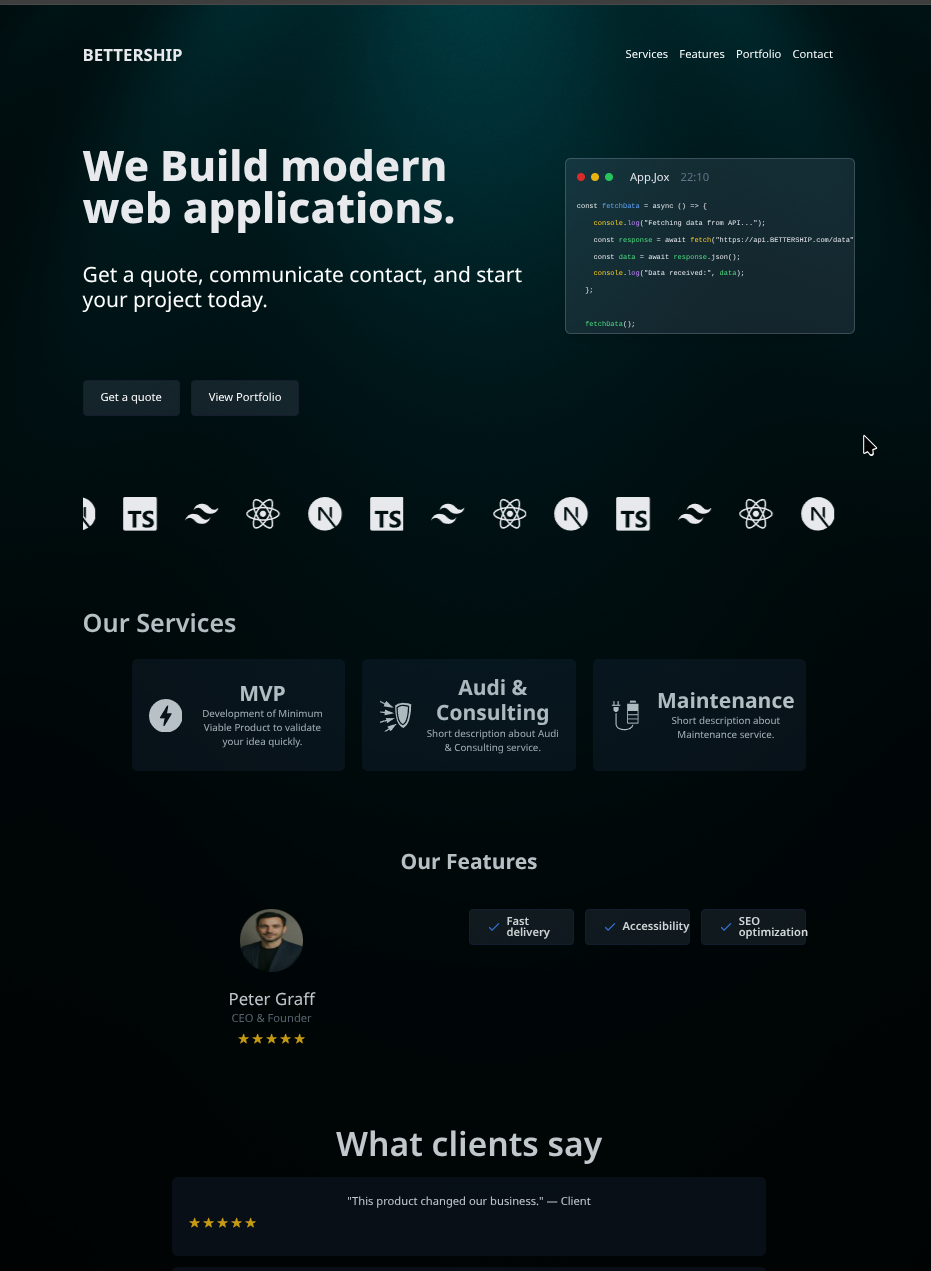 BETTERSHIP
Services Features Portfolio Contact
We Build modern
web applications.
Get a quote, communicate contact, and start
your project today.
Get a quote
View Portfolio
App.Jox 22:10
const fetchData = async () => {
console.log("Fetching data from API...");
const response = await fetch("https://api.BETTERSHIP.com/data"
const data = await response.json();
console.log("Data received:", data);
};
fetchData();
N TS N TS N TS N
Our Services
MVP
Development of Minimum
Viable Product to validate
your idea quickly.
Audi &
Consulting
Short description about Audi
& Consulting service.
Maintenance
Short description about
Maintenance service.
Our Features
Peter Graff
CEO & Founder
Fast
delivery
Accessibility
SEO
optimization
What clients say
"This product changed our business." — Client